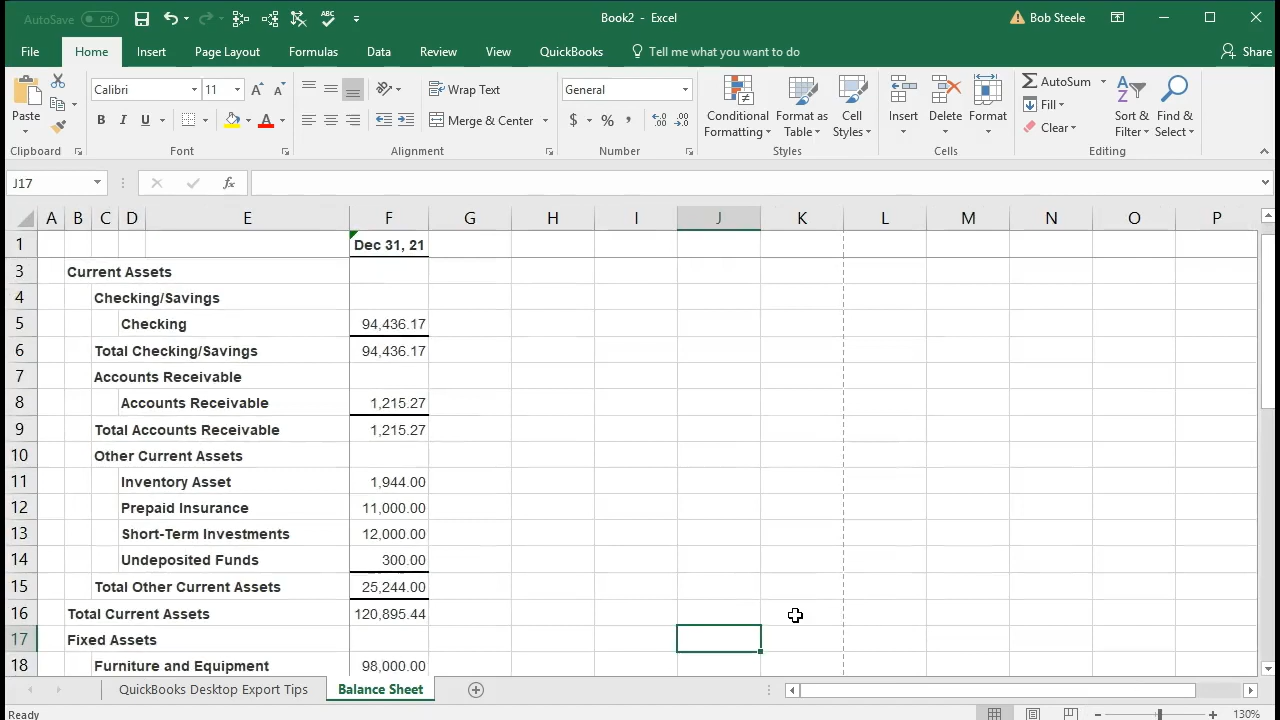 AutoSave Off
Book2 - Excel
Bob Steele
File Home Insert Page Layout Formulas Data Review View QuickBooks Tell me what you want to do Share
Paste
Calibri 11
B I U
Wrap Text
Merge & Center
General
$ % ,
Conditional Formatting
Format as Table
Cell Styles
Insert
Delete
Format
AutoSum
Fill
Clear
Sort & Filter
Find & Select
Clipboard Font Alignment Number Styles Cells Editing
J17 fx
A B C D E F G H I J K L M N O P
1 Dec 31, 21
3 Current Assets
4 Checking/Savings
5 Checking 94,436.17
6 Total Checking/Savings 94,436.17
7 Accounts Receivable
8 Accounts Receivable 1,215.27
9 Total Accounts Receivable 1,215.27
10 Other Current Assets
11 Inventory Asset 1,944.00
12 Prepaid Insurance 11,000.00
13 Short-Term Investments 12,000.00
14 Undeposited Funds 300.00
15 Total Other Current Assets 25,244.00
16 Total Current Assets 120,895.44
17 Fixed Assets
18 Furniture and Equipment 98,000.00
QuickBooks Desktop Export Tips Balance Sheet
Ready 130%